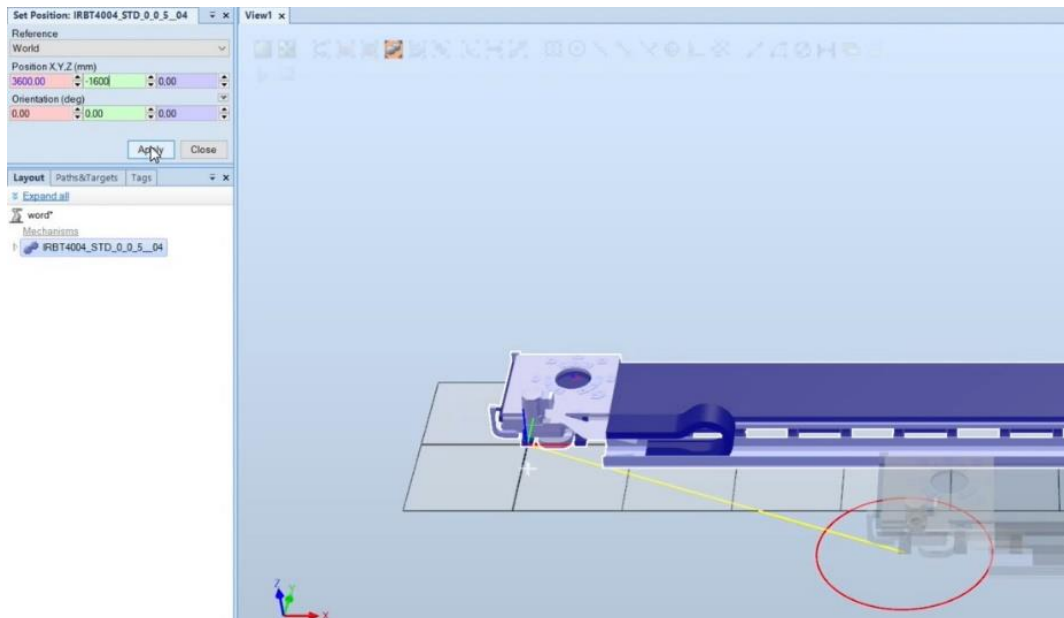 Set Position: IRBT4004_STD_0_0_5__04
View1
Reference
World
Position X,Y,Z (mm)
3600.00 -1600 0.00
Orientation (deg)
0.00 0.00 0.00
Apply Close
Layout Paths&Targets Tags
Expand all
word*
Mechanisms
IRBT4004_STD_0_0_5__04
Z Y
X